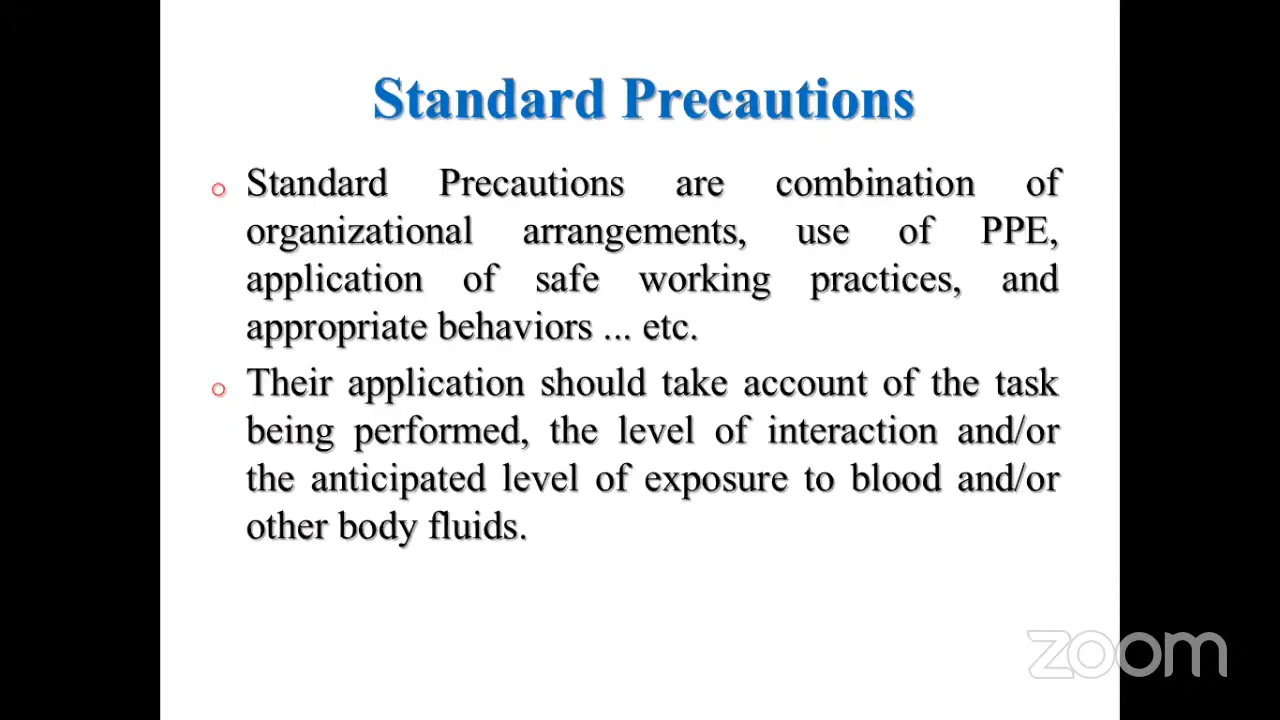 Standard Precautions
Standard Precautions are combination of
organizational arrangements, use of PPE,
application of safe working practices, and
appropriate behaviors ... etc.
Their application should take account of the task
being performed, the level of interaction and/or
the anticipated level of exposure to blood and/or
other body fluids.
zoom